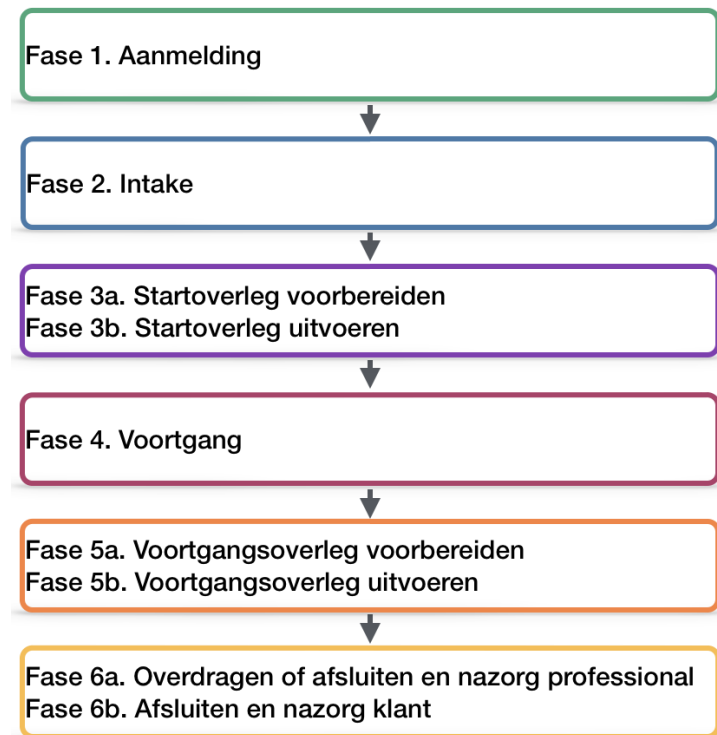 Fase 1. Aanmelding
Fase 2. Intake
Fase 3a. Startoverleg voorbereiden
Fase 3b. Startoverleg uitvoeren
Fase 4. Voortgang
Fase 5a. Voortgangsoverleg voorbereiden
Fase 5b. Voortgangsoverleg uitvoeren
Fase 6a. Overdragen of afsluiten en nazorg professional
Fase 6b. Afsluiten en nazorg klant